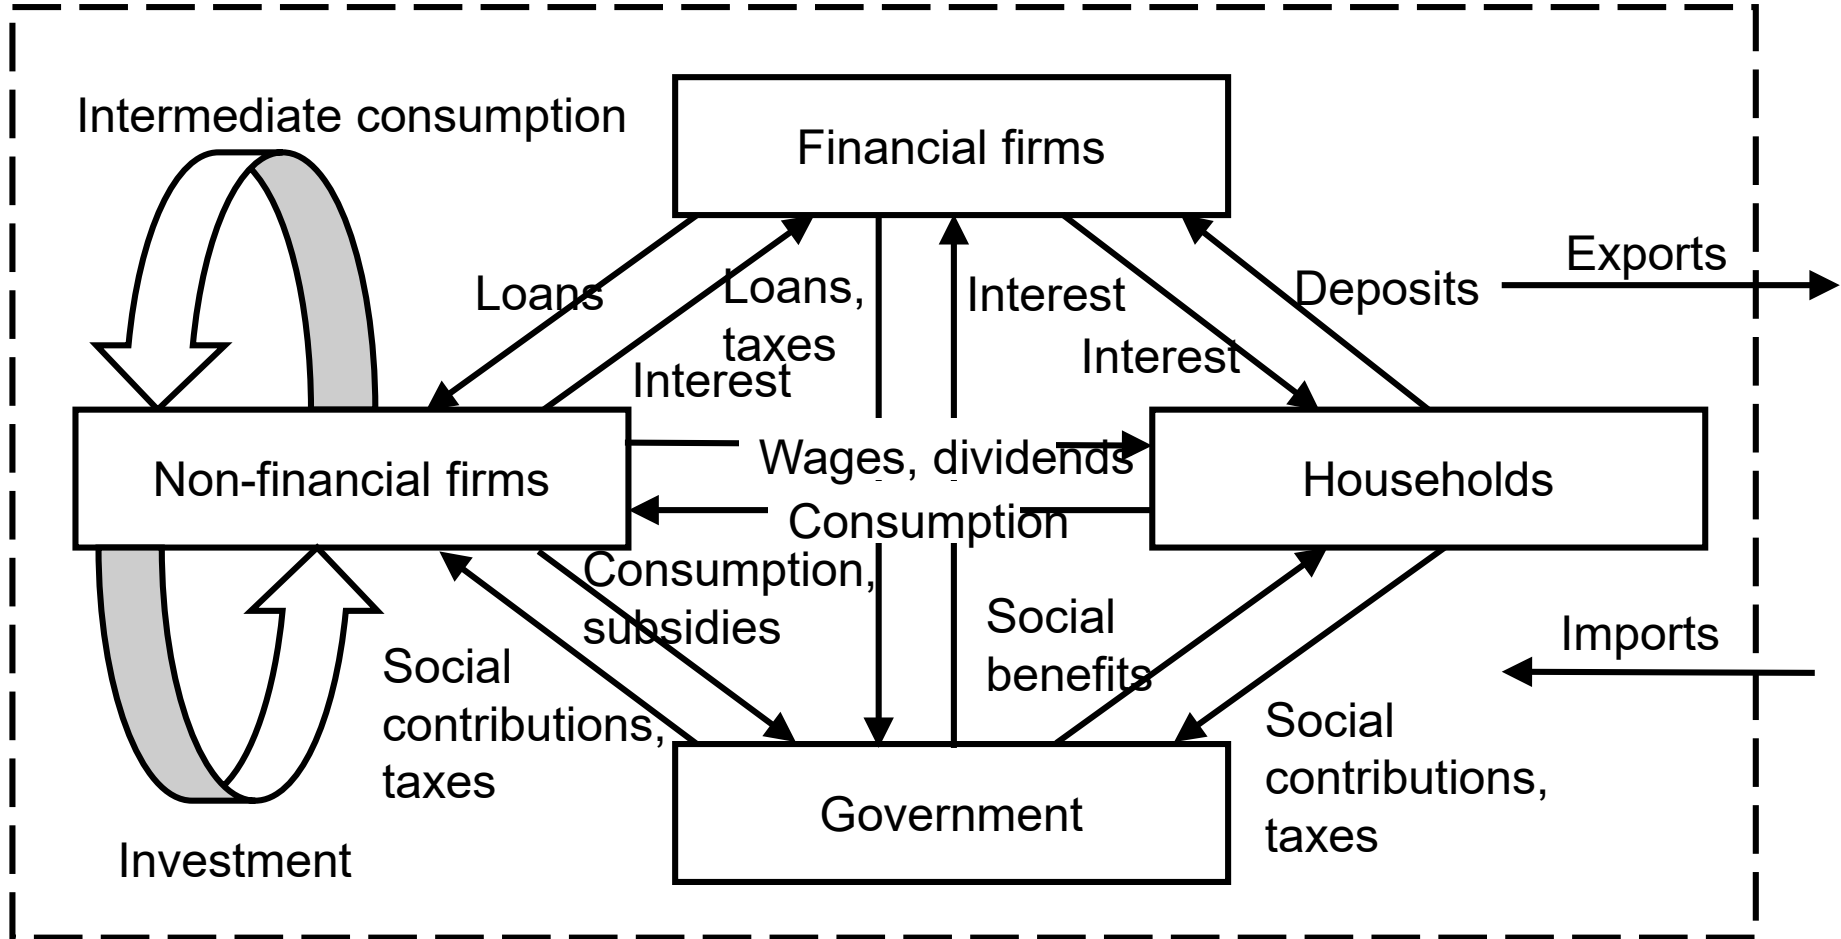 Intermediate consumption
Financial firms
Exports
Loans
Loans,
taxes
Interest
Deposits
Interest
Interest
Wages, dividends
Non-financial firms
Households
Consumption
Consumption,
subsidies
Social
benefits
Imports
Social
contributions,
taxes
Social
contributions,
taxes
Government
Investment